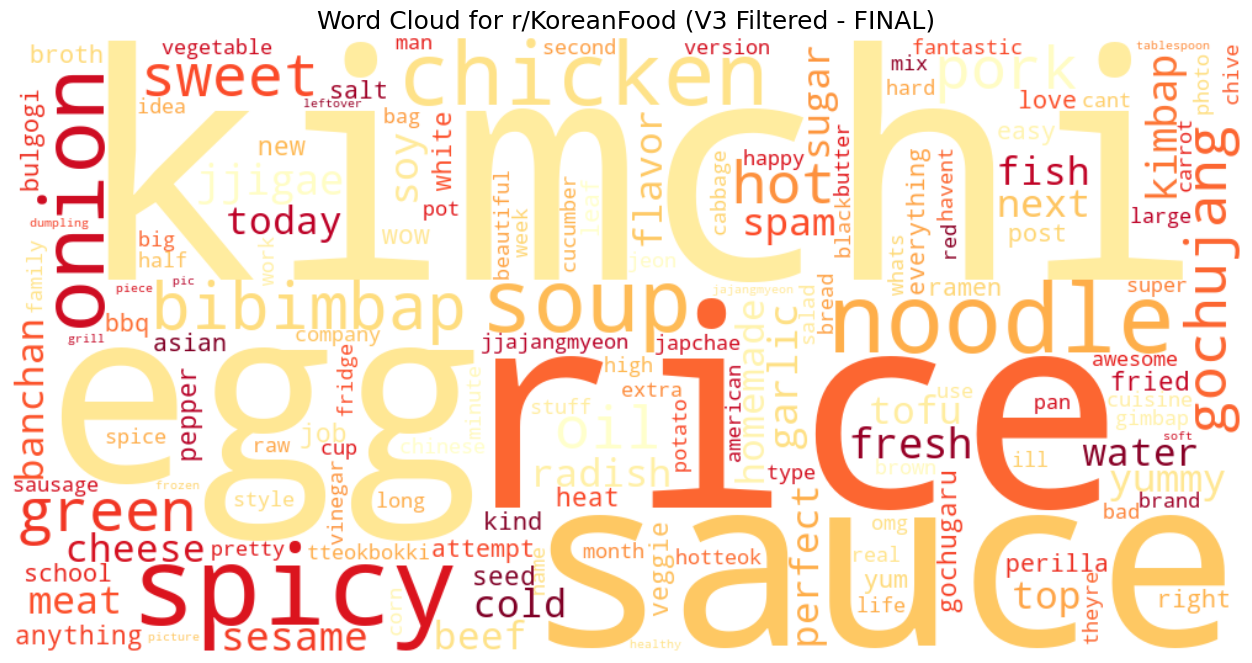 Word Cloud for r/KoreanFood (V3 Filtered - FINAL)
kimchi
rice
egg
sauce
spicy
soup
noodle
chicken
onion
bibimbap
gochujang
sweet
hot
pork
broth
vegetable
man
second
version
fantastic
tablespoon
salt
idea
leftover
bag
sugar
mix
hard
love
cant
photo
chive
bulgogi
new
soy
white
flavor
happy
butter
easy
kimbap
carrot
jjigae
today
pot
cabbage
black
everything
havent
red
fish
next
large
dumpling
big
half
work
wow
beautiful
week
cucumber
leaf
spam
whats
post
family
piece
pic
jeon
jajangmyeon
ramen
super
banchan
bbq
grill
company
asian
jjajangmyeon
japchae
homemade
garlic
salad
bread
awesome
fridge
high
extra
american
fried
pepper
minute
stuff
potato
oil
tofu
use
pan
cuisine
gimbap
spice
raw
job
cup
chinese
radish
type
fresh
brown
ill
soft
water
sausage
frozen
style
vinegar
long
heat
yummy
brand
green
kind
perfect
omg
bad
cheese
pretty
tteokbokki
attempt
month
hotteok
real
gochugaru
perilla
school
seed
name
veggie
yum
top
theyre
right
meat
corn
cold
life
anything
picture
sesame
beef
healthy